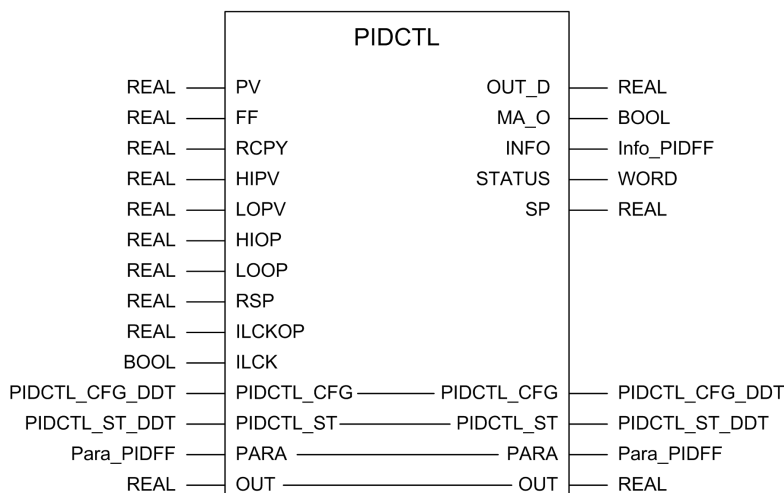 PIDCTL
REAL PV OUT_D REAL
REAL FF MA_O BOOL
REAL RCPY INFO Info_PIDFF
REAL HIPV STATUS WORD
REAL LOPV SP REAL
REAL HIOP
REAL LOOP
REAL RSP
REAL ILCKOP
BOOL ILCK
PIDCTL_CFG_DDT PIDCTL_CFG PIDCTL_CFG PIDCTL_CFG_DDT
PIDCTL_ST_DDT PIDCTL_ST PIDCTL_ST PIDCTL_ST_DDT
Para_PIDFF PARA PARA Para_PIDFF
REAL OUT OUT REAL